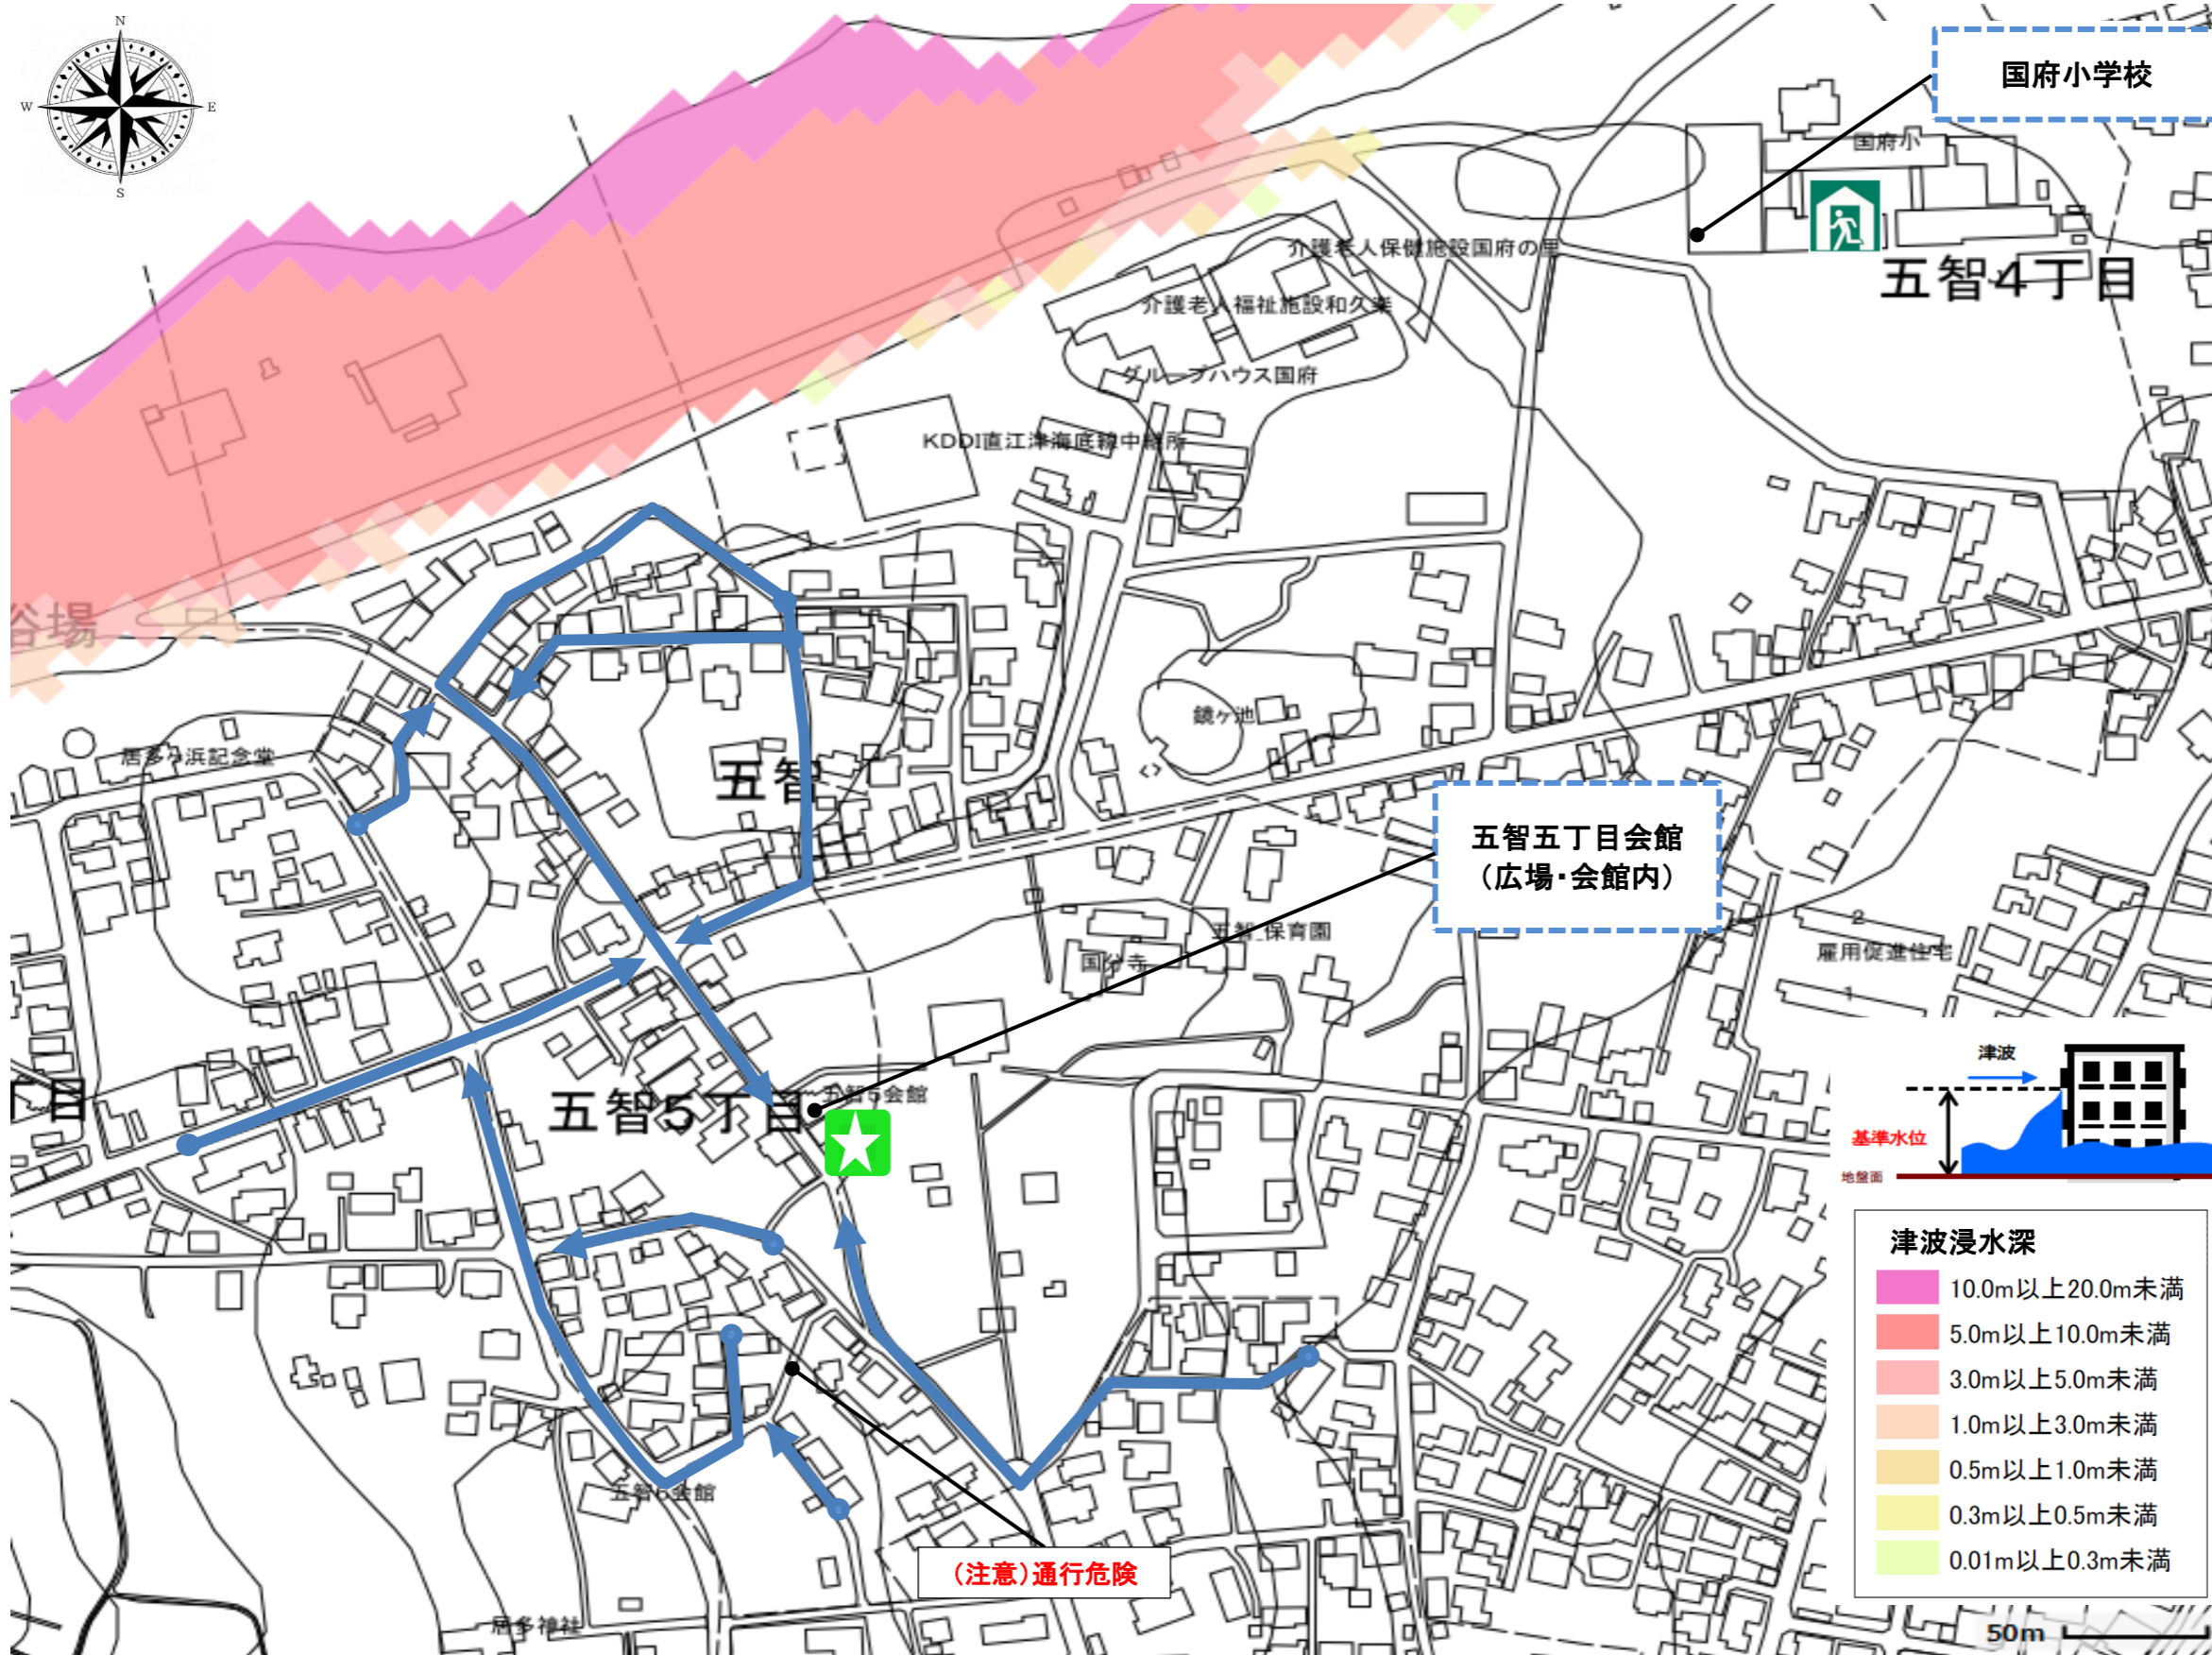 N
W
E
S
国府小学校
国府小
五智4丁目
介護老人保健施設国府の里
介護老人福祉施設和久楽
グループハウス国府
KDDI直江津海底線中継所
谷場
鏡ヶ池
居多ヶ浜記念堂
五智
五智五丁目会館
（広場・会館内）
五智保育園
国分寺
2
雇用促進住宅
1
丁目
五智5丁目
五智5会館
津波
基準水位
地盤面
津波浸水深
10.0m以上20.0m未満
5.0m以上10.0m未満
3.0m以上5.0m未満
1.0m以上3.0m未満
0.5m以上1.0m未満
0.3m以上0.5m未満
0.01m以上0.3m未満
五智6会館
（注意）通行危険
居多神社
50m